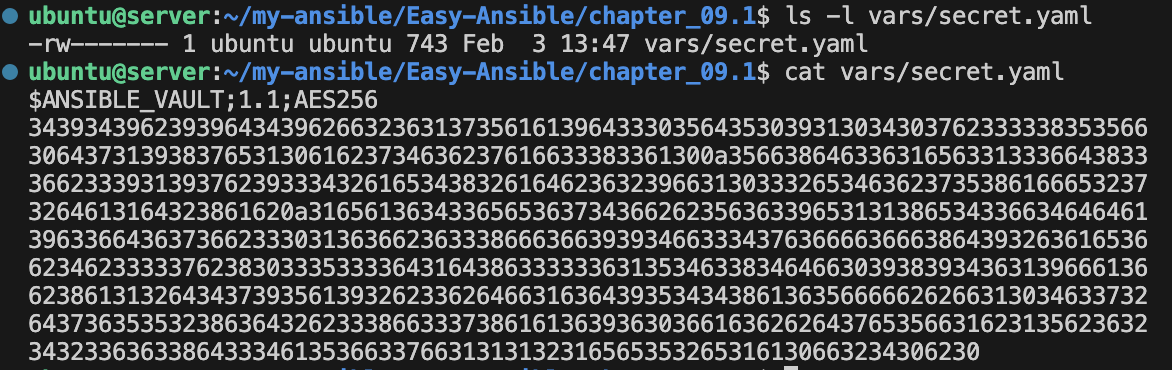 ubuntu@server:~/my-ansible/Easy-Ansible/chapter_09.1$ ls -l vars/secret.yaml
-rw------- 1 ubuntu ubuntu 743 Feb  3 13:47 vars/secret.yaml
ubuntu@server:~/my-ansible/Easy-Ansible/chapter_09.1$ cat vars/secret.yaml
$ANSIBLE_VAULT;1.1;AES256
34393439623939643439626632363137356161396433303564353039313034303762333338353566
3064373139383765313061623734636237616633383361300a356638646336316563313336643833
3662333931393137623933343261653438326164623632396631303332653463623735386166653237
3264613164323861620a316561363433656536373436626235636339653131386534336634646461
39633664363736623330313636623633386663663939346633343763666636663864393263616536
62346233333762383033353333643164386333333631353463383464663039383934363139666136
62386131326434373935613932623362646631636439353434386136356666626266313034633732
64373635353238636432623338663337386161363936303661636262643765356631623135623632
3432336363386433346135366337663131313231656535326531613066323430623​0